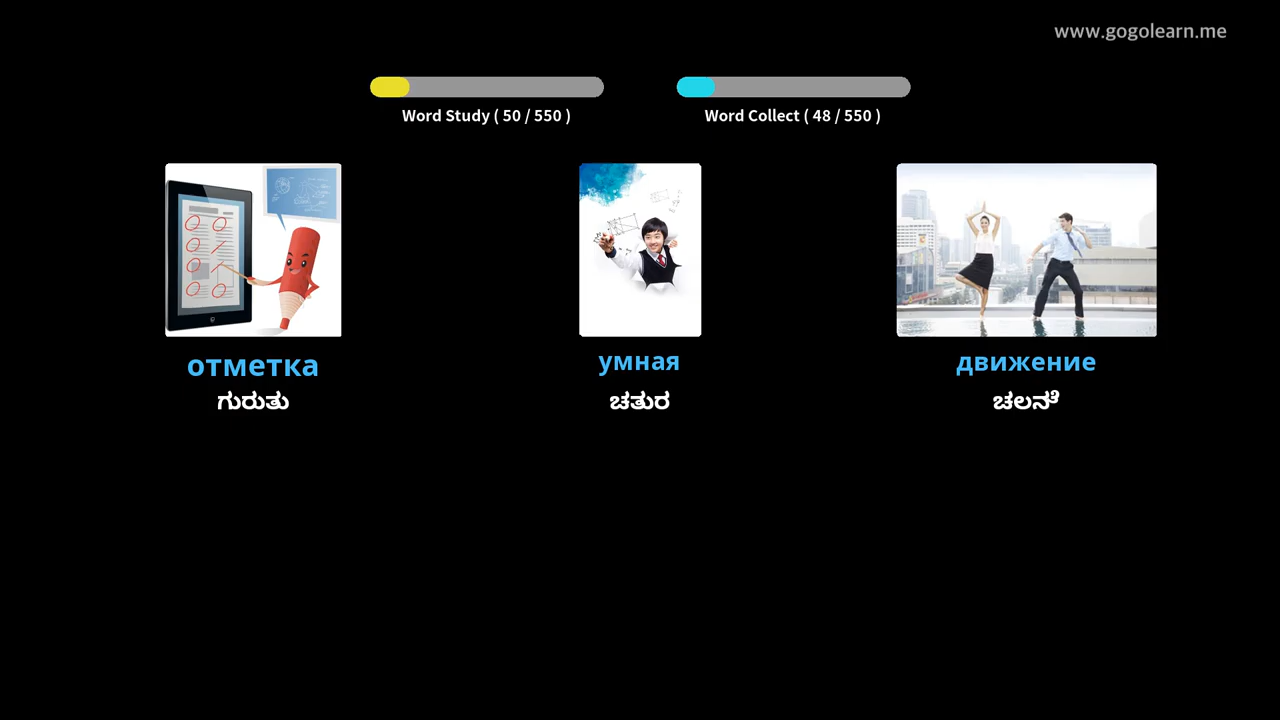 www.gogolearn.me
Word Study ( 50 / 550 )
Word Collect ( 48 / 550 )
отметка
умная
движение
ಗುರುತು
ಚತುರ
ಚಲನೆ